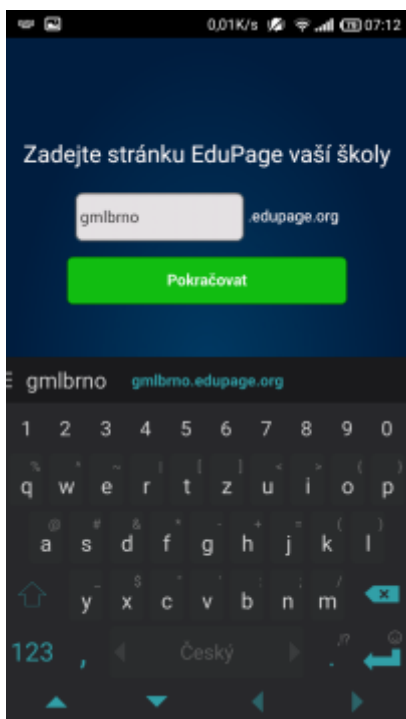 0,01K/s 78 07:12
Zadejte stránku EduPage vaší školy
gmlbrno .edupage.org
Pokračovat
gmlbrno gmlbrno.edupage.org
1 2 3 4 5 6 7 8 9 0
q w e r t z u i o p
a s d f g h j k l
y x c v b n m
123 , Český .